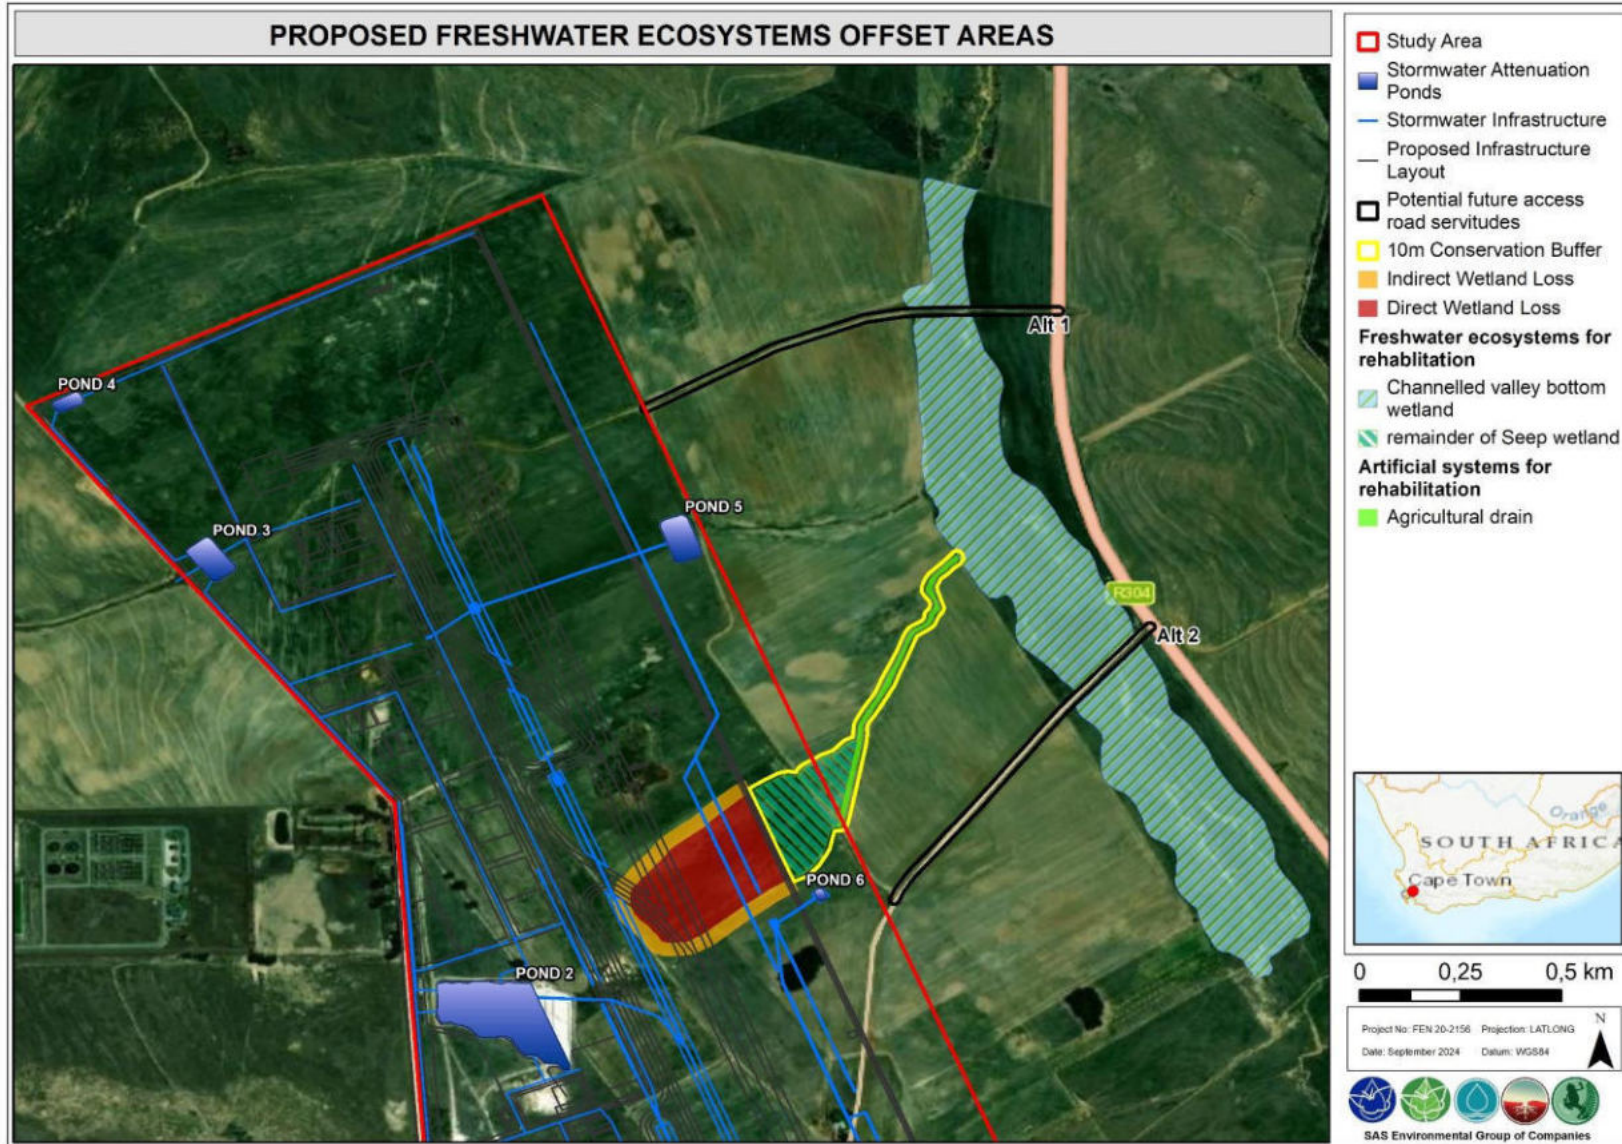 PROPOSED FRESHWATER ECOSYSTEMS OFFSET AREAS
Study Area
Stormwater Attenuation
Ponds
Stormwater Infrastructure
Proposed Infrastructure
Layout
Potential future access
road servitudes
10m Conservation Buffer
Indirect Wetland Loss
Direct Wetland Loss
Freshwater ecosystems for
rehablitation
Channelled valley bottom
wetland
remainder of Seep wetland
Artificial systems for
rehabilitation
Agricultural drain
Alt 1
POND 4
POND 5
POND 3
R304
Alt 2
POND 6
POND 2
Orange
SOUTH AFRICA
Cape Town
0 0,25 0,5 km
Project No: FEN 20-2156 Projection: LATLONG
Date: September 2024 Datum: WGS84
N
SAS Environmental Group of Companies